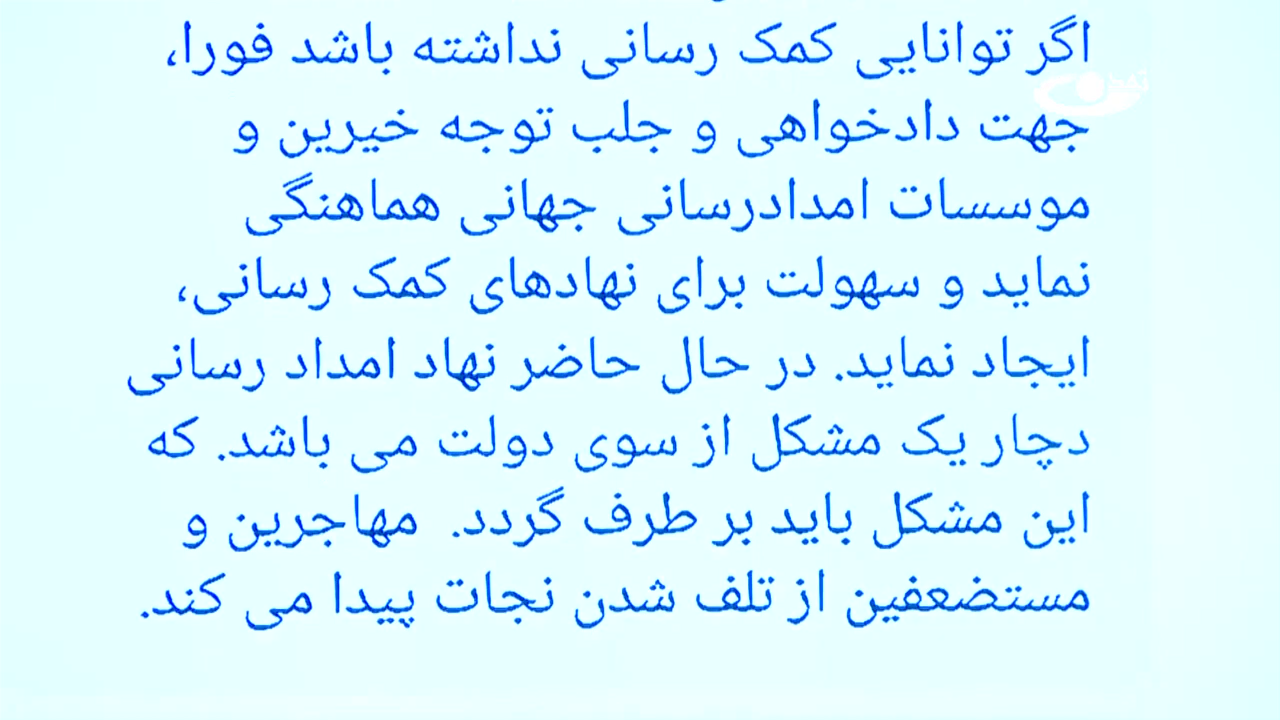 اگر توانایی کمک رسانی نداشته باشد فورا،
جهت دادخواهی و جلب توجه خیرین و
موسسات امدادرسانی جهانی هماهنگی
نماید و سهولت برای نهادهای کمک رسانی،
ایجاد نماید. در حال حاضر نهاد امداد رسانی
دچار یک مشکل از سوی دولت می باشد. که
این مشکل باید بر طرف گردد. مهاجرین و
مستضعفین از تلف شدن نجات پیدا می کند.